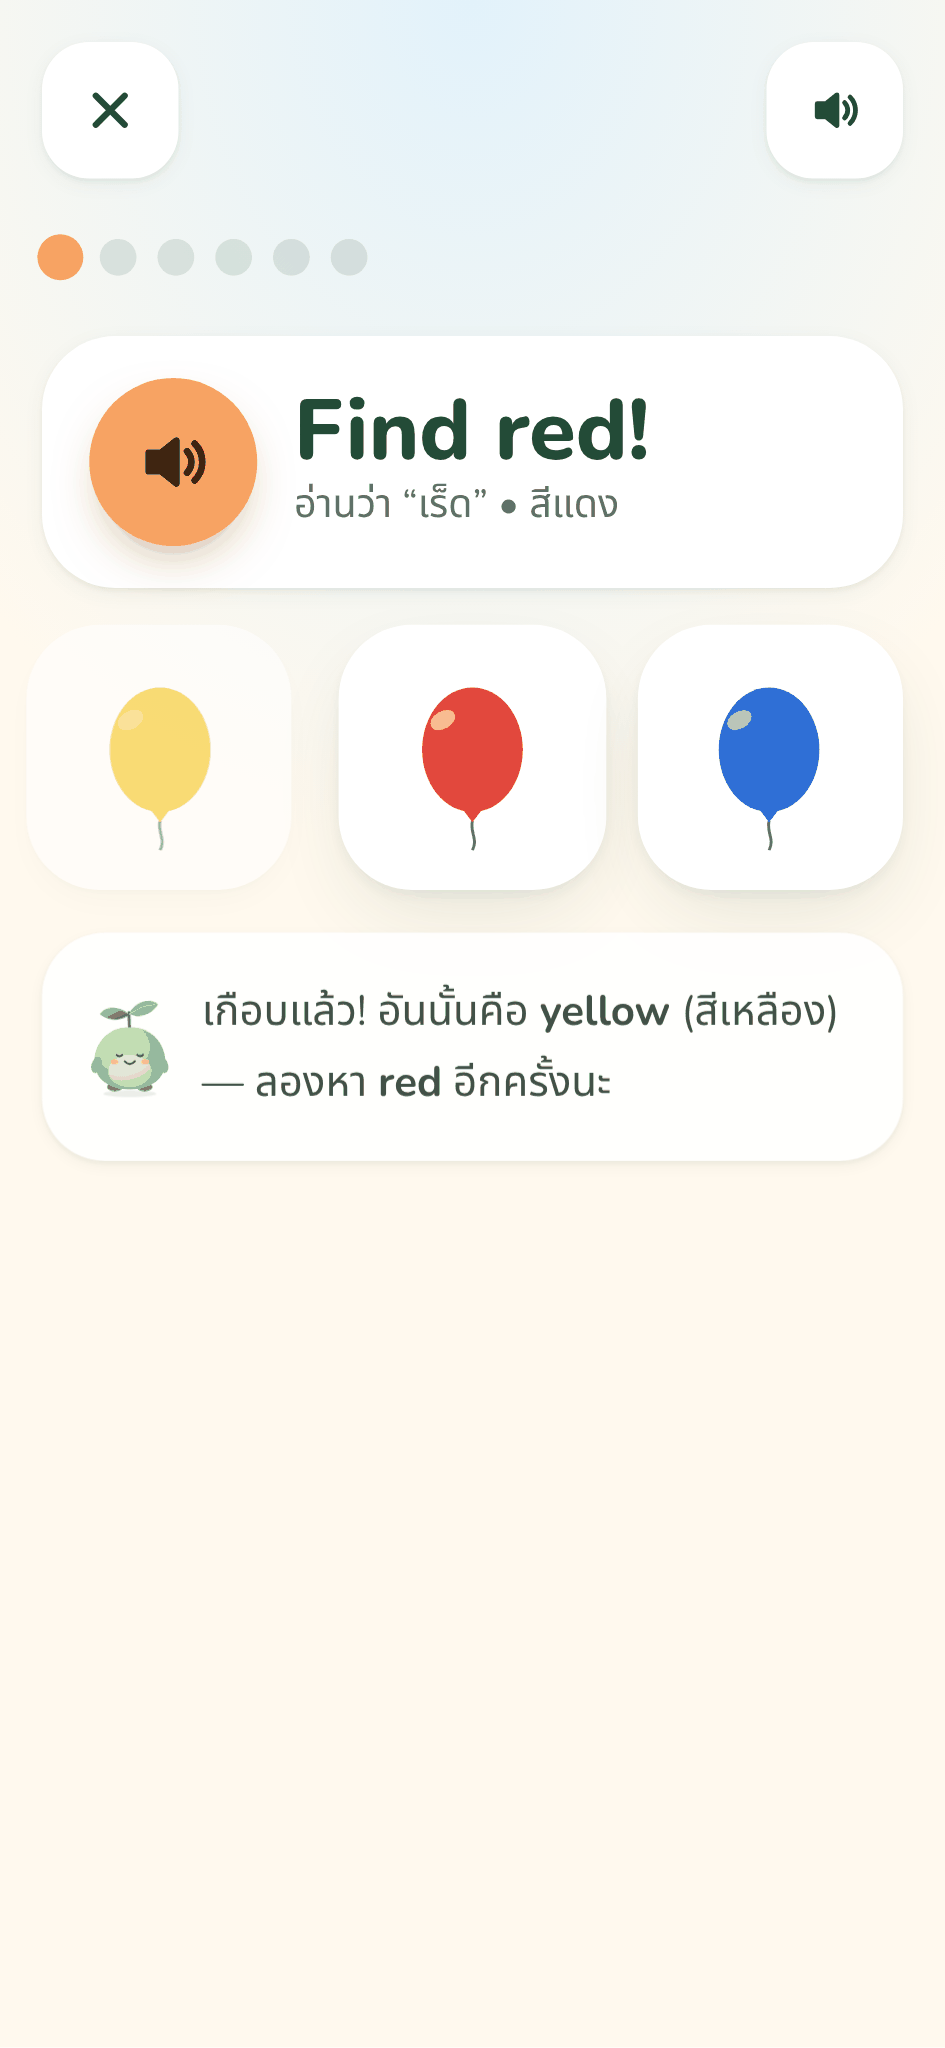 Find red!
อ่านว่า “เร็ด” • สีแดง
เกือบแล้ว! อันนั้นคือ yellow (สีเหลือง)
— ลองหา red อีกครั้งนะ